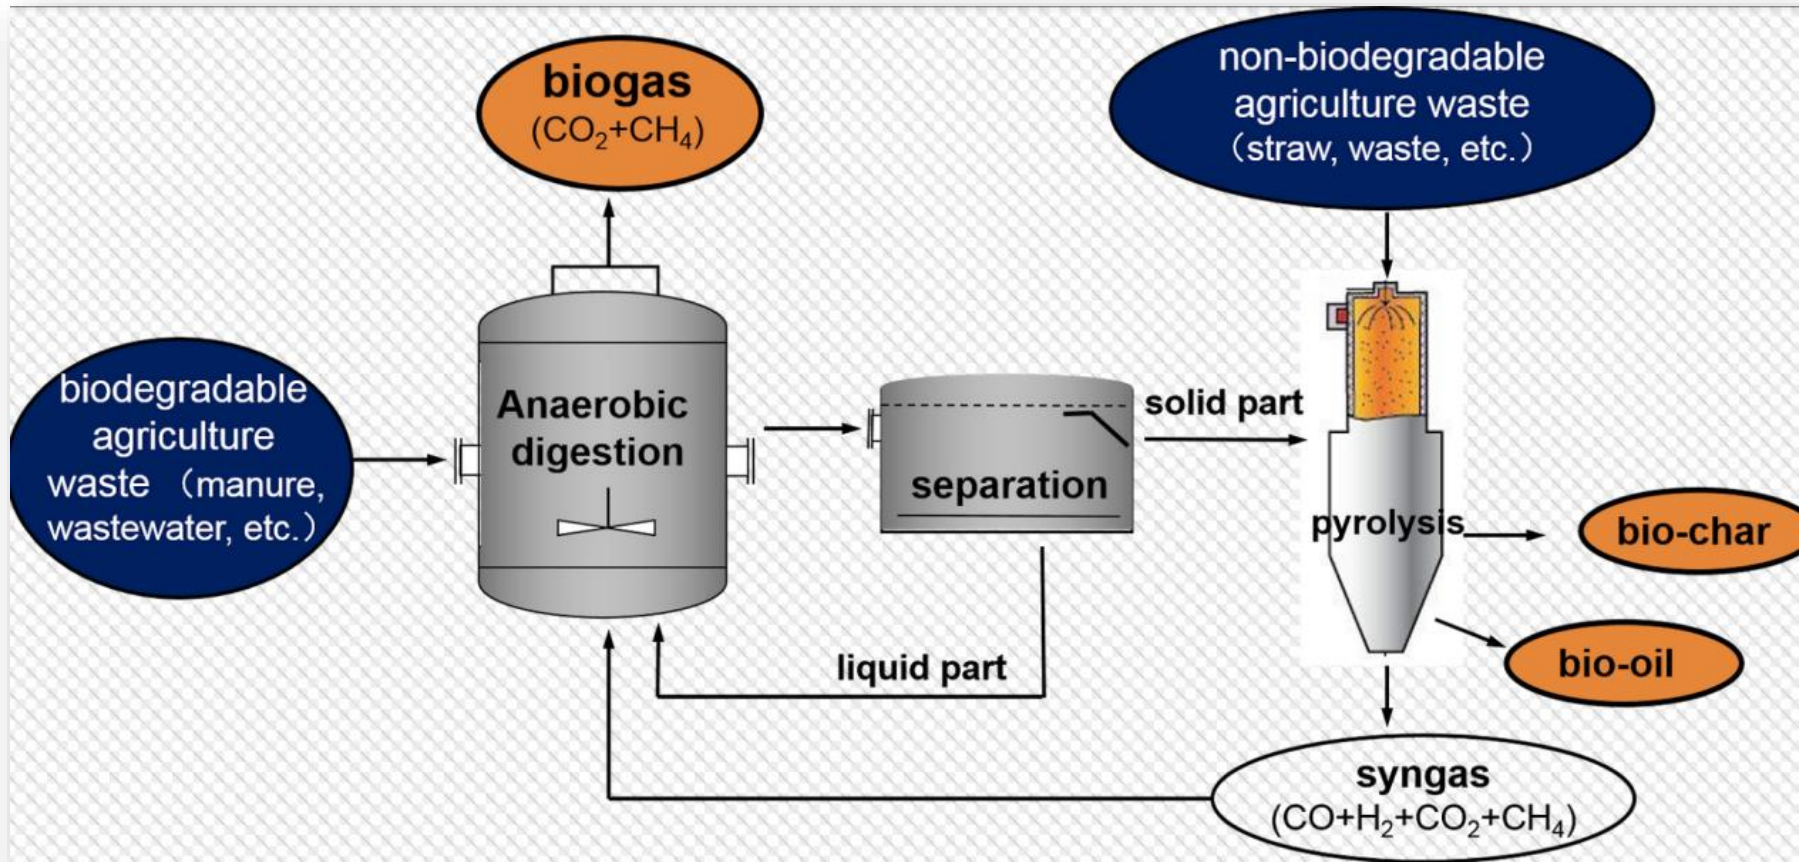 biogas
(CO₂+CH₄)
non-biodegradable
agriculture waste
（straw, waste, etc.）
biodegradable
agriculture
waste （manure,
wastewater, etc.）
Anaerobic
digestion
separation
solid part
liquid part
pyrolysis
bio-char
bio-oil
syngas
(CO+H₂+CO₂+CH₄)